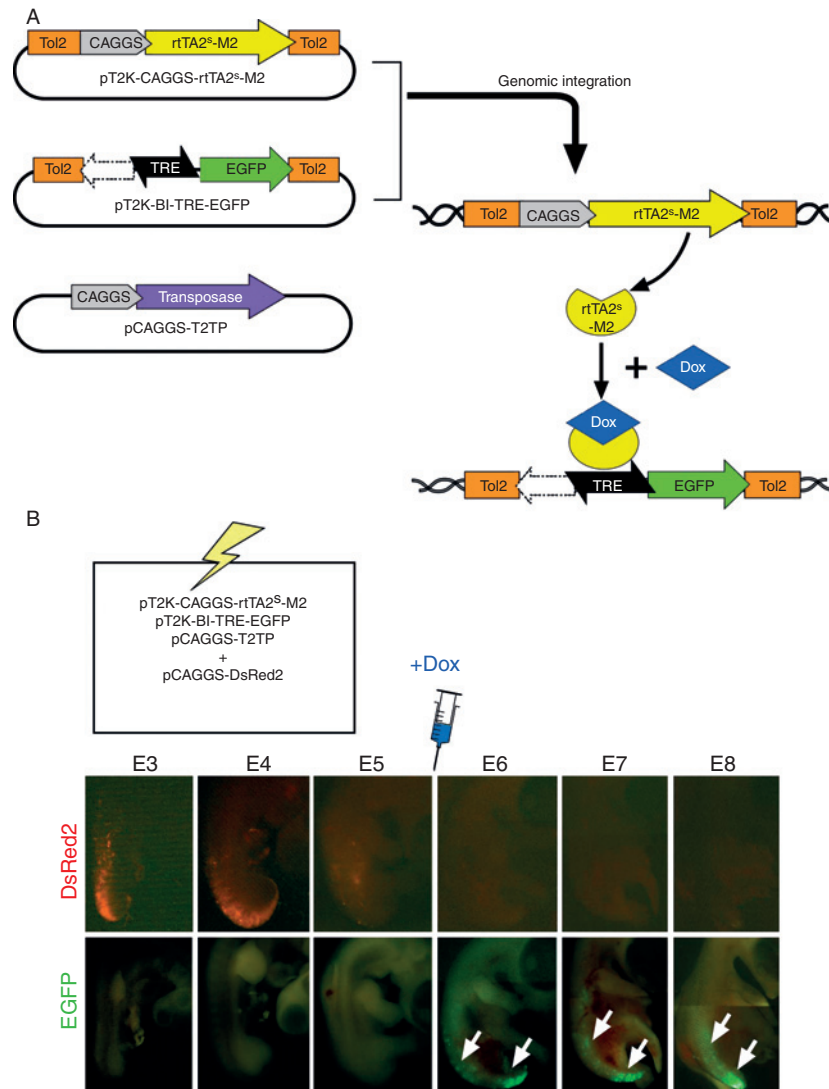 A
Tol2 CAGGS rtTA2ˢ-M2 Tol2
pT2K-CAGGS-rtTA2ˢ-M2
Genomic integration
Tol2 TRE EGFP Tol2
pT2K-BI-TRE-EGFP
Tol2 CAGGS rtTA2ˢ-M2 Tol2
CAGGS Transposase
pCAGGS-T2TP
rtTA2ˢ
-M2
+ Dox
Dox
Tol2 TRE EGFP Tol2
B
pT2K-CAGGS-rtTA2ˢ-M2
pT2K-BI-TRE-EGFP
pCAGGS-T2TP
+
pCAGGS-DsRed2
+Dox
E3 E4 E5 E6 E7 E8
DsRed2
EGFP